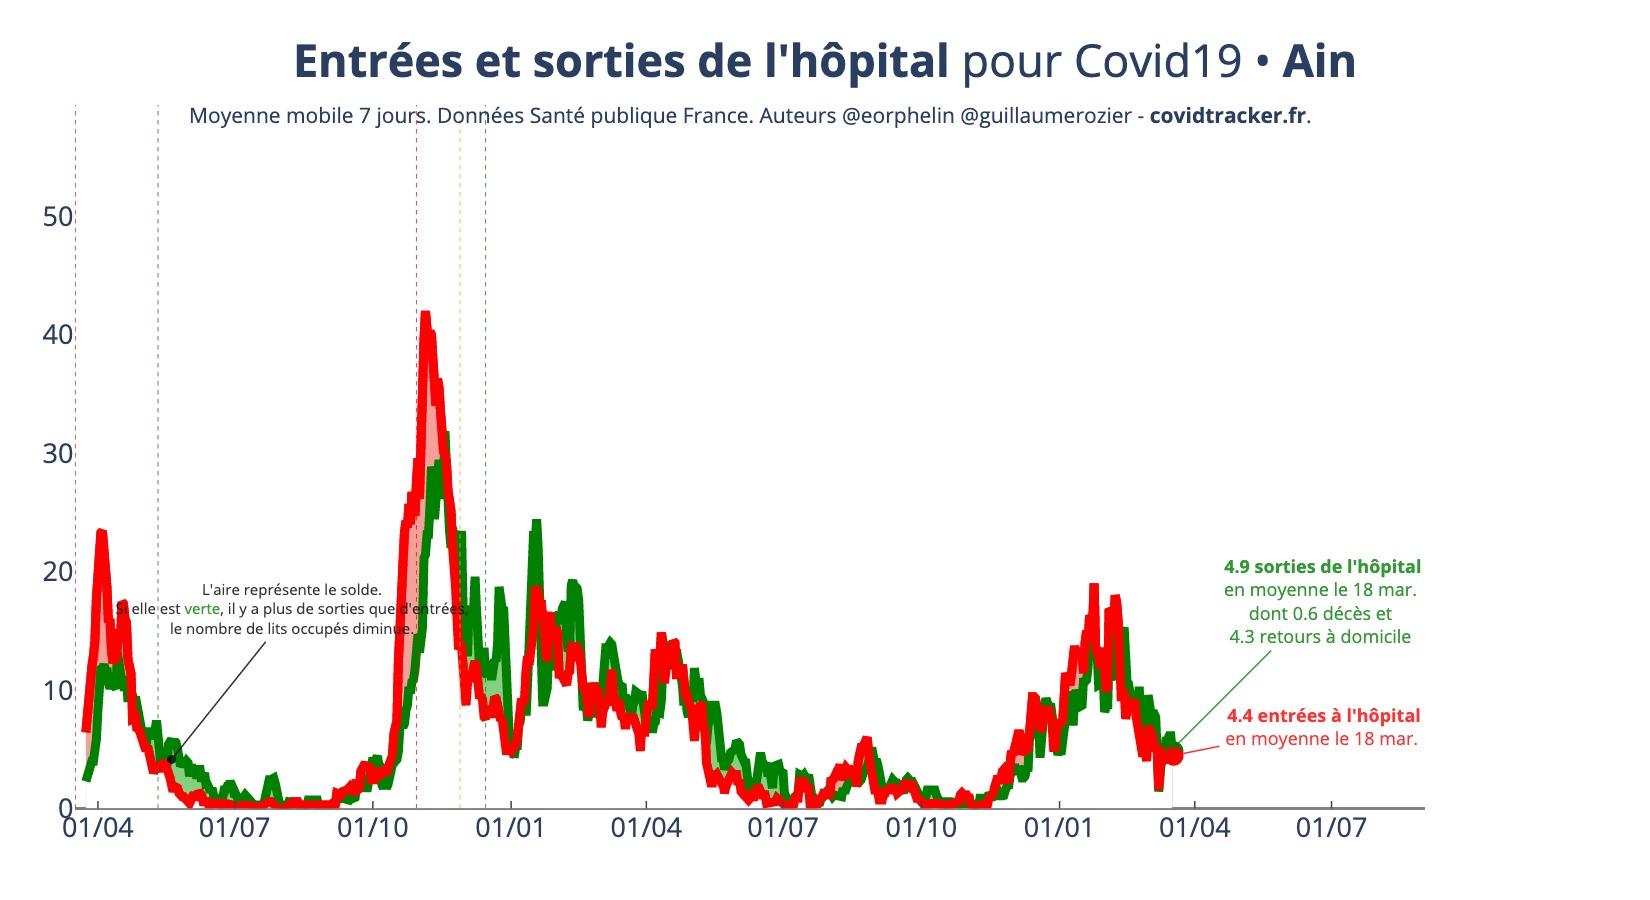 Entrées et sorties de l'hôpital pour Covid19 • Ain
Moyenne mobile 7 jours. Données Santé publique France. Auteurs @eorphelin @guillaumerozier - covidtracker.fr.
50
40
30
20
10
0
L'aire représente le solde.
Si elle est verte, il y a plus de sorties que d'entrées,
le nombre de lits occupés diminue.
4.9 sorties de l'hôpital
en moyenne le 18 mar.
dont 0.6 décès et
4.3 retours à domicile
4.4 entrées à l'hôpital
en moyenne le 18 mar.
01/04 01/07 01/10 01/01 01/04 01/07 01/10 01/01 01/04 01/07